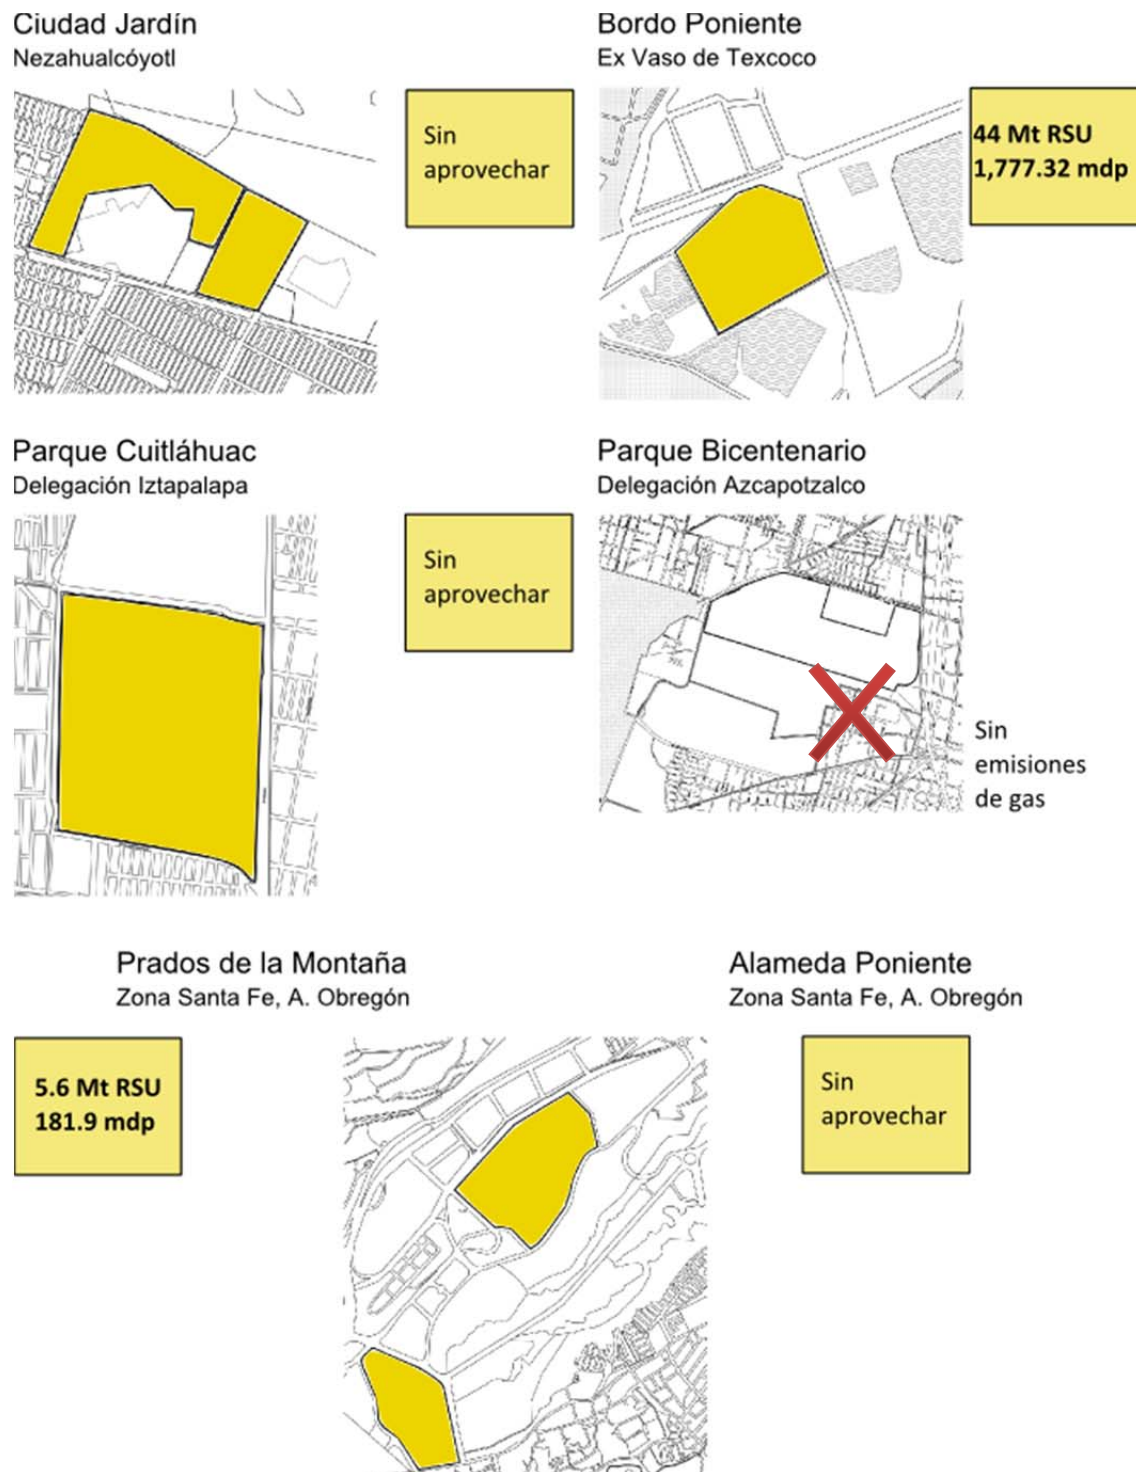 Ciudad Jardín
Nezahualcóyotl
Sin
aprovechar
Bordo Poniente
Ex Vaso de Texcoco
44 Mt RSU
1,777.32 mdp
Parque Cuitláhuac
Delegación Iztapalapa
Sin
aprovechar
Parque Bicentenario
Delegación Azcapotzalco
Sin
emisiones
de gas
Prados de la Montaña
Zona Santa Fe, A. Obregón
5.6 Mt RSU
181.9 mdp
Alameda Poniente
Zona Santa Fe, A. Obregón
Sin
aprovechar